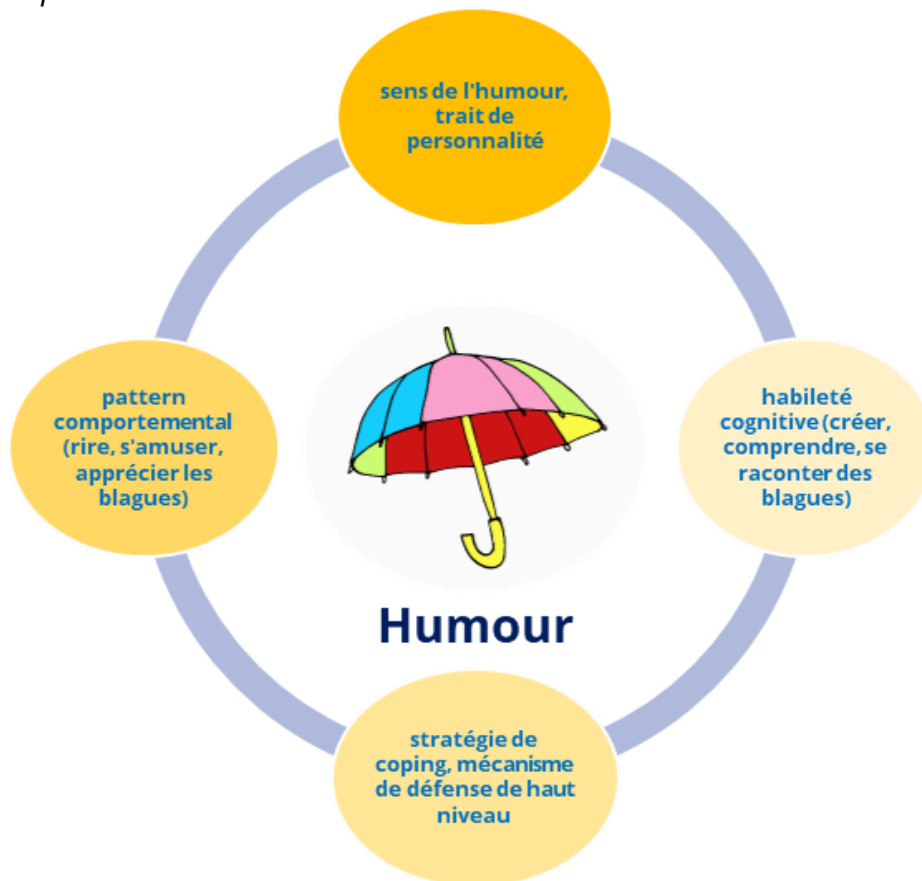 sens de l'humour,
trait de
personnalité
pattern
comportemental
(rire, s'amuser,
apprécier les
blagues)
habileté
cognitive (créer,
comprendre, se
raconter des
blagues)
Humour
stratégie de
coping, mécanisme
de défense de haut
niveau